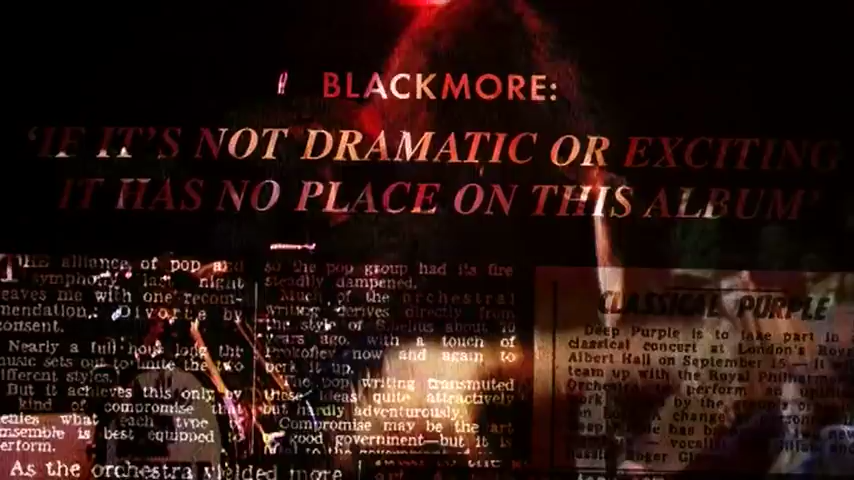 BLACKMORE:
'IF IT'S NOT DRAMATIC OR EXCITING
IT HAS NO PLACE ON THIS ALBUM'
THE alliance of pop and
symphony last night
leaves me with one recom-
mendation. Divorce by
consent.
Nearly a full hour long the
music sets out to unite the two
different styles.
But it achieves this only by
kind of compromise that
denies what each type
ensemble is best equipped
perform.
As the orchestra yielded more
so the pop group had its fire
steadily dampened.
Much of the orchestral
writing derives directly from
the style of Sibelius about 70
years ago, with a touch of
Prokofiev now and again to
perk it up.
The pop writing transmuted
these ideas quite attractively
but hardly adventurously.
Compromise may be the art
good government—but it is
CLASSICAL PURPLE
Deep Purple is to take part in
classical concert at London's Royal
Albert Hall on September 15 — it will
team up with the Royal Philharmonic
Orchestra perform
by the group's
change
has
Roger